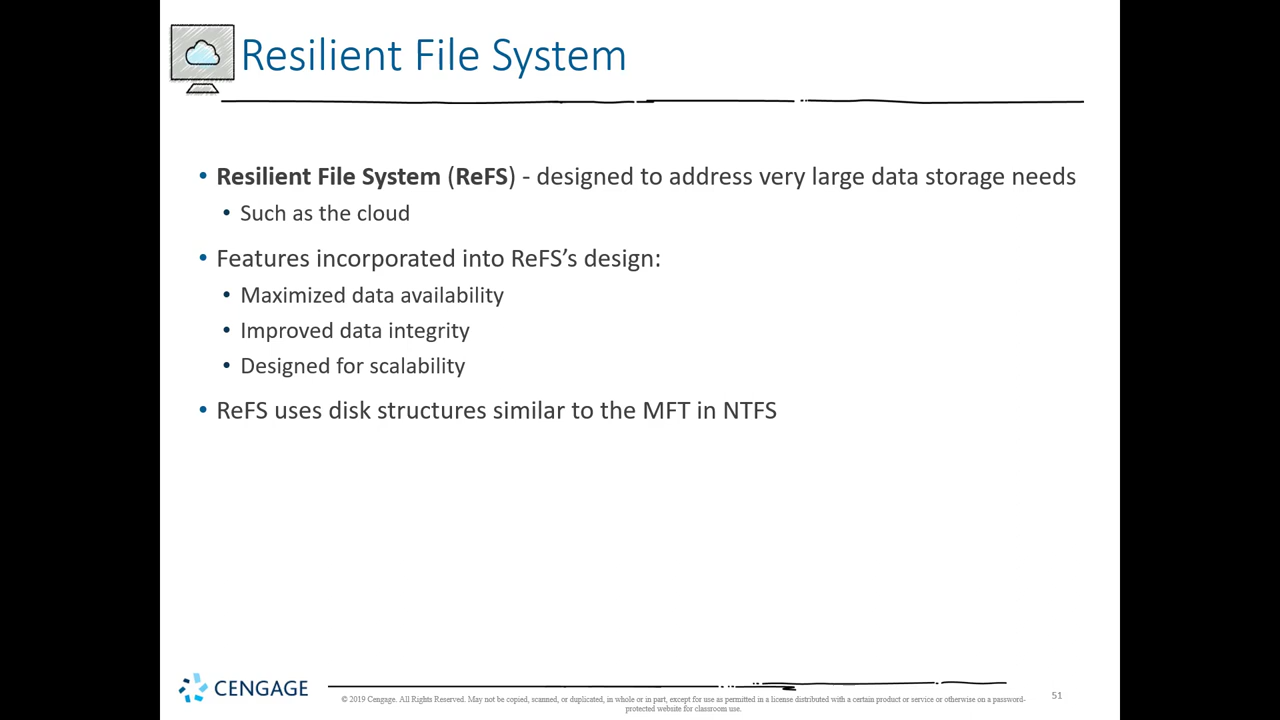 Resilient File System
• Resilient File System (ReFS) - designed to address very large data storage needs
• Such as the cloud
• Features incorporated into ReFS’s design:
• Maximized data availability
• Improved data integrity
• Designed for scalability
• ReFS uses disk structures similar to the MFT in NTFS
CENGAGE
© 2019 Cengage. All Rights Reserved. May not be copied, scanned, or duplicated, in whole or in part, except for use as permitted in a license distributed with a certain product or service or otherwise on a password-
protected website for classroom use.
51